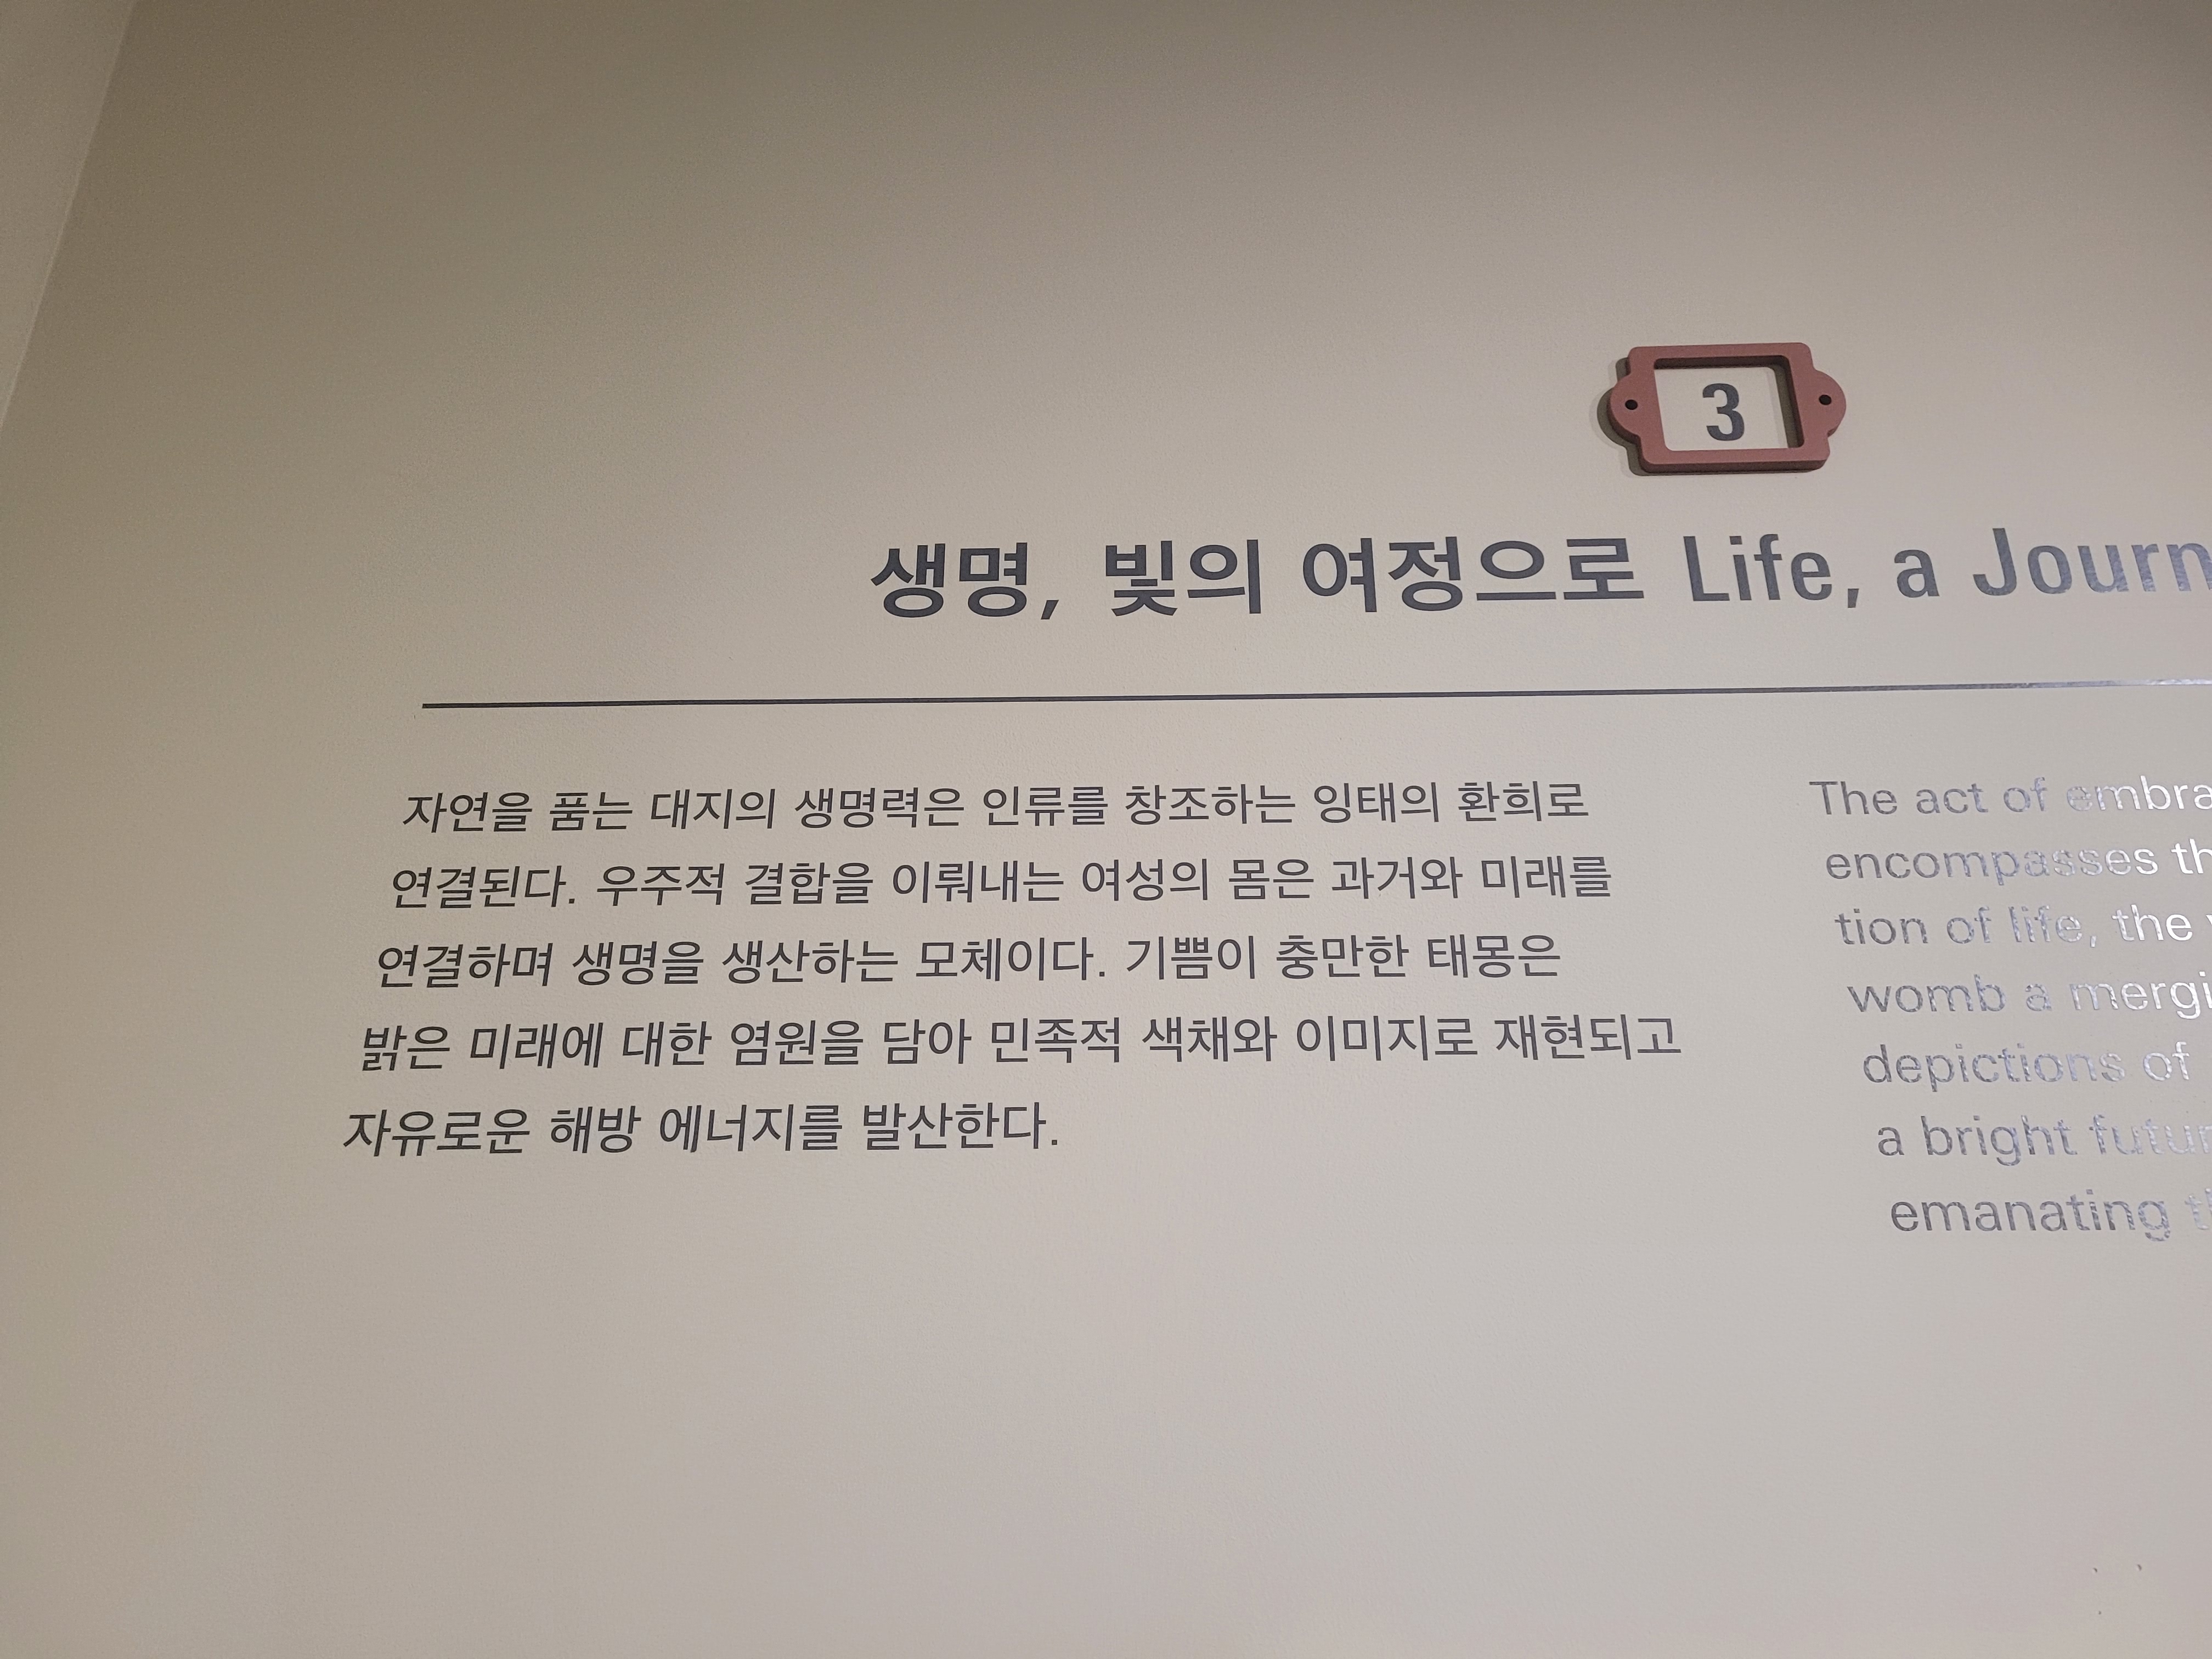 3
생명, 빛의 여정으로 Life, a Journ
자연을 품는 대지의 생명력은 인류를 창조하는 잉태의 환희로
연결된다. 우주적 결합을 이뤄내는 여성의 몸은 과거와 미래를
연결하며 생명을 생산하는 모체이다. 기쁨이 충만한 태몽은
밝은 미래에 대한 염원을 담아 민족적 색채와 이미지로 재현되고
자유로운 해방 에너지를 발산한다.
The act of embra
encompasses th
tion of life, the
womb a mergi
depictions of
a bright futur
emanating